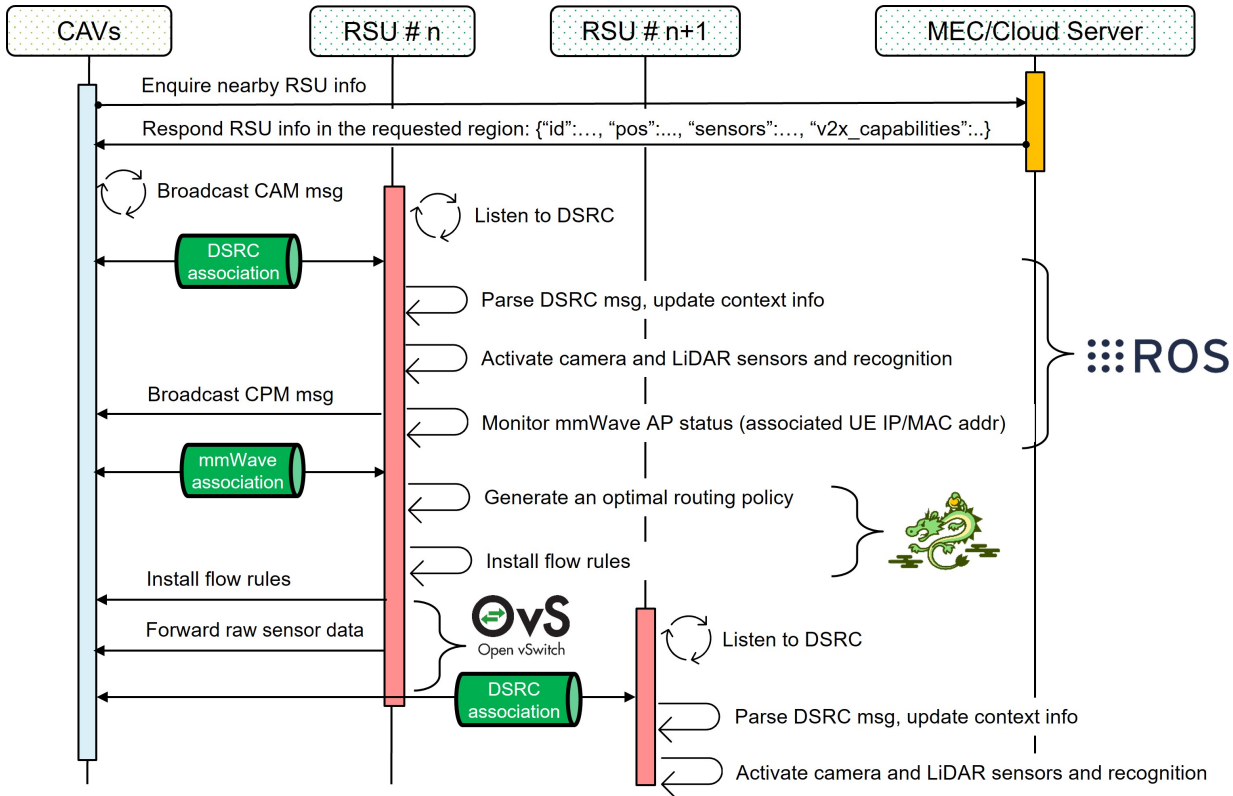 CAVs
RSU # n
RSU # n+1
MEC/Cloud Server
Enquire nearby RSU info
Respond RSU info in the requested region: {“id”:…, “pos”:..., “sensors”:…, “v2x_capabilities”:..}
Broadcast CAM msg
Listen to DSRC
DSRC
association
Parse DSRC msg, update context info
Activate camera and LiDAR sensors and recognition
ROS
Broadcast CPM msg
Monitor mmWave AP status (associated UE IP/MAC addr)
mmWave
association
Generate an optimal routing policy
Install flow rules
Install flow rules
OvS
Open vSwitch
Forward raw sensor data
Listen to DSRC
DSRC
association
Parse DSRC msg, update context info
Activate camera and LiDAR sensors and recognition